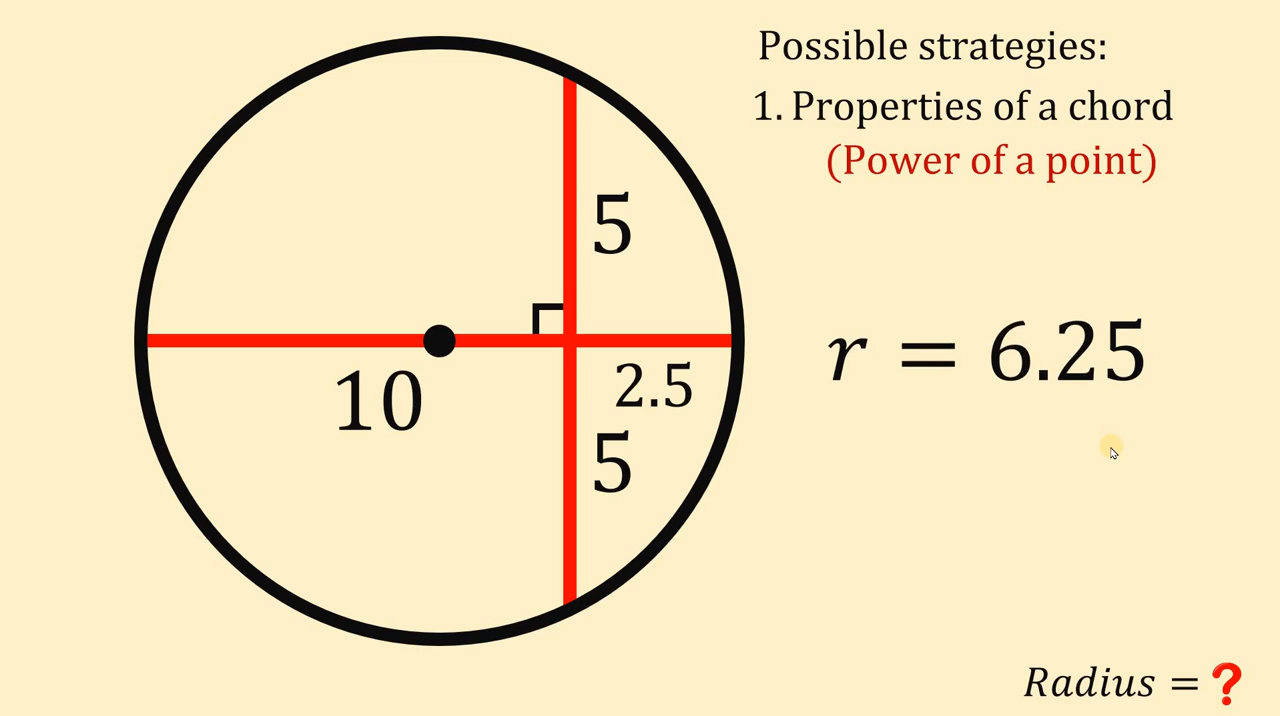 Possible strategies:
1. Properties of a chord
(Power of a point)
5
10
2.5
5
r = 6.25
Radius = ?